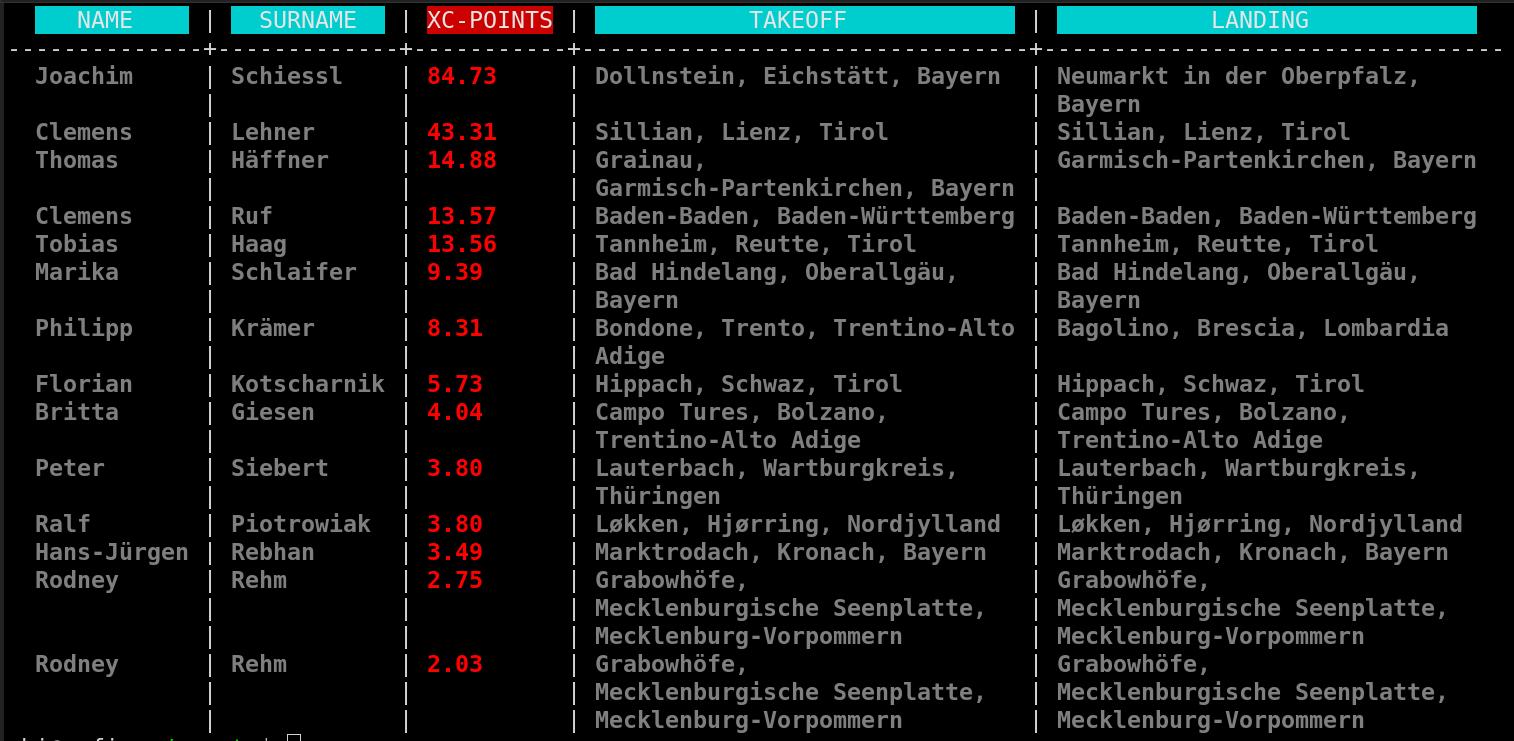 NAME | SURNAME | XC-POINTS | TAKEOFF | LANDING
Joachim | Schiessl | 84.73 | Dollnstein, Eichstätt, Bayern | Neumarkt in der Oberpfalz,
| | | | Bayern
Clemens | Lehner | 43.31 | Sillian, Lienz, Tirol | Sillian, Lienz, Tirol
Thomas | Häffner | 14.88 | Grainau, | Garmisch-Partenkirchen, Bayern
| | | Garmisch-Partenkirchen, Bayern |
Clemens | Ruf | 13.57 | Baden-Baden, Baden-Württemberg | Baden-Baden, Baden-Württemberg
Tobias | Haag | 13.56 | Tannheim, Reutte, Tirol | Tannheim, Reutte, Tirol
Marika | Schlaifer | 9.39 | Bad Hindelang, Oberallgäu, | Bad Hindelang, Oberallgäu,
| | | Bayern | Bayern
Philipp | Krämer | 8.31 | Bondone, Trento, Trentino-Alto | Bagolino, Brescia, Lombardia
| | | Adige |
Florian | Kotscharnik | 5.73 | Hippach, Schwaz, Tirol | Hippach, Schwaz, Tirol
Britta | Giesen | 4.04 | Campo Tures, Bolzano, | Campo Tures, Bolzano,
| | | Trentino-Alto Adige | Trentino-Alto Adige
Peter | Siebert | 3.80 | Lauterbach, Wartburgkreis, | Lauterbach, Wartburgkreis,
| | | Thüringen | Thüringen
Ralf | Piotrowiak | 3.80 | Løkken, Hjørring, Nordjylland | Løkken, Hjørring, Nordjylland
Hans-Jürgen | Rebhan | 3.49 | Marktrodach, Kronach, Bayern | Marktrodach, Kronach, Bayern
Rodney | Rehm | 2.75 | Grabowhöfe, | Grabowhöfe,
| | | Mecklenburgische Seenplatte, | Mecklenburgische Seenplatte,
| | | Mecklenburg-Vorpommern | Mecklenburg-Vorpommern
Rodney | Rehm | 2.03 | Grabowhöfe, | Grabowhöfe,
| | | Mecklenburgische Seenplatte, | Mecklenburgische Seenplatte,
| | | Mecklenburg-Vorpommern | Mecklenburg-Vorpommern